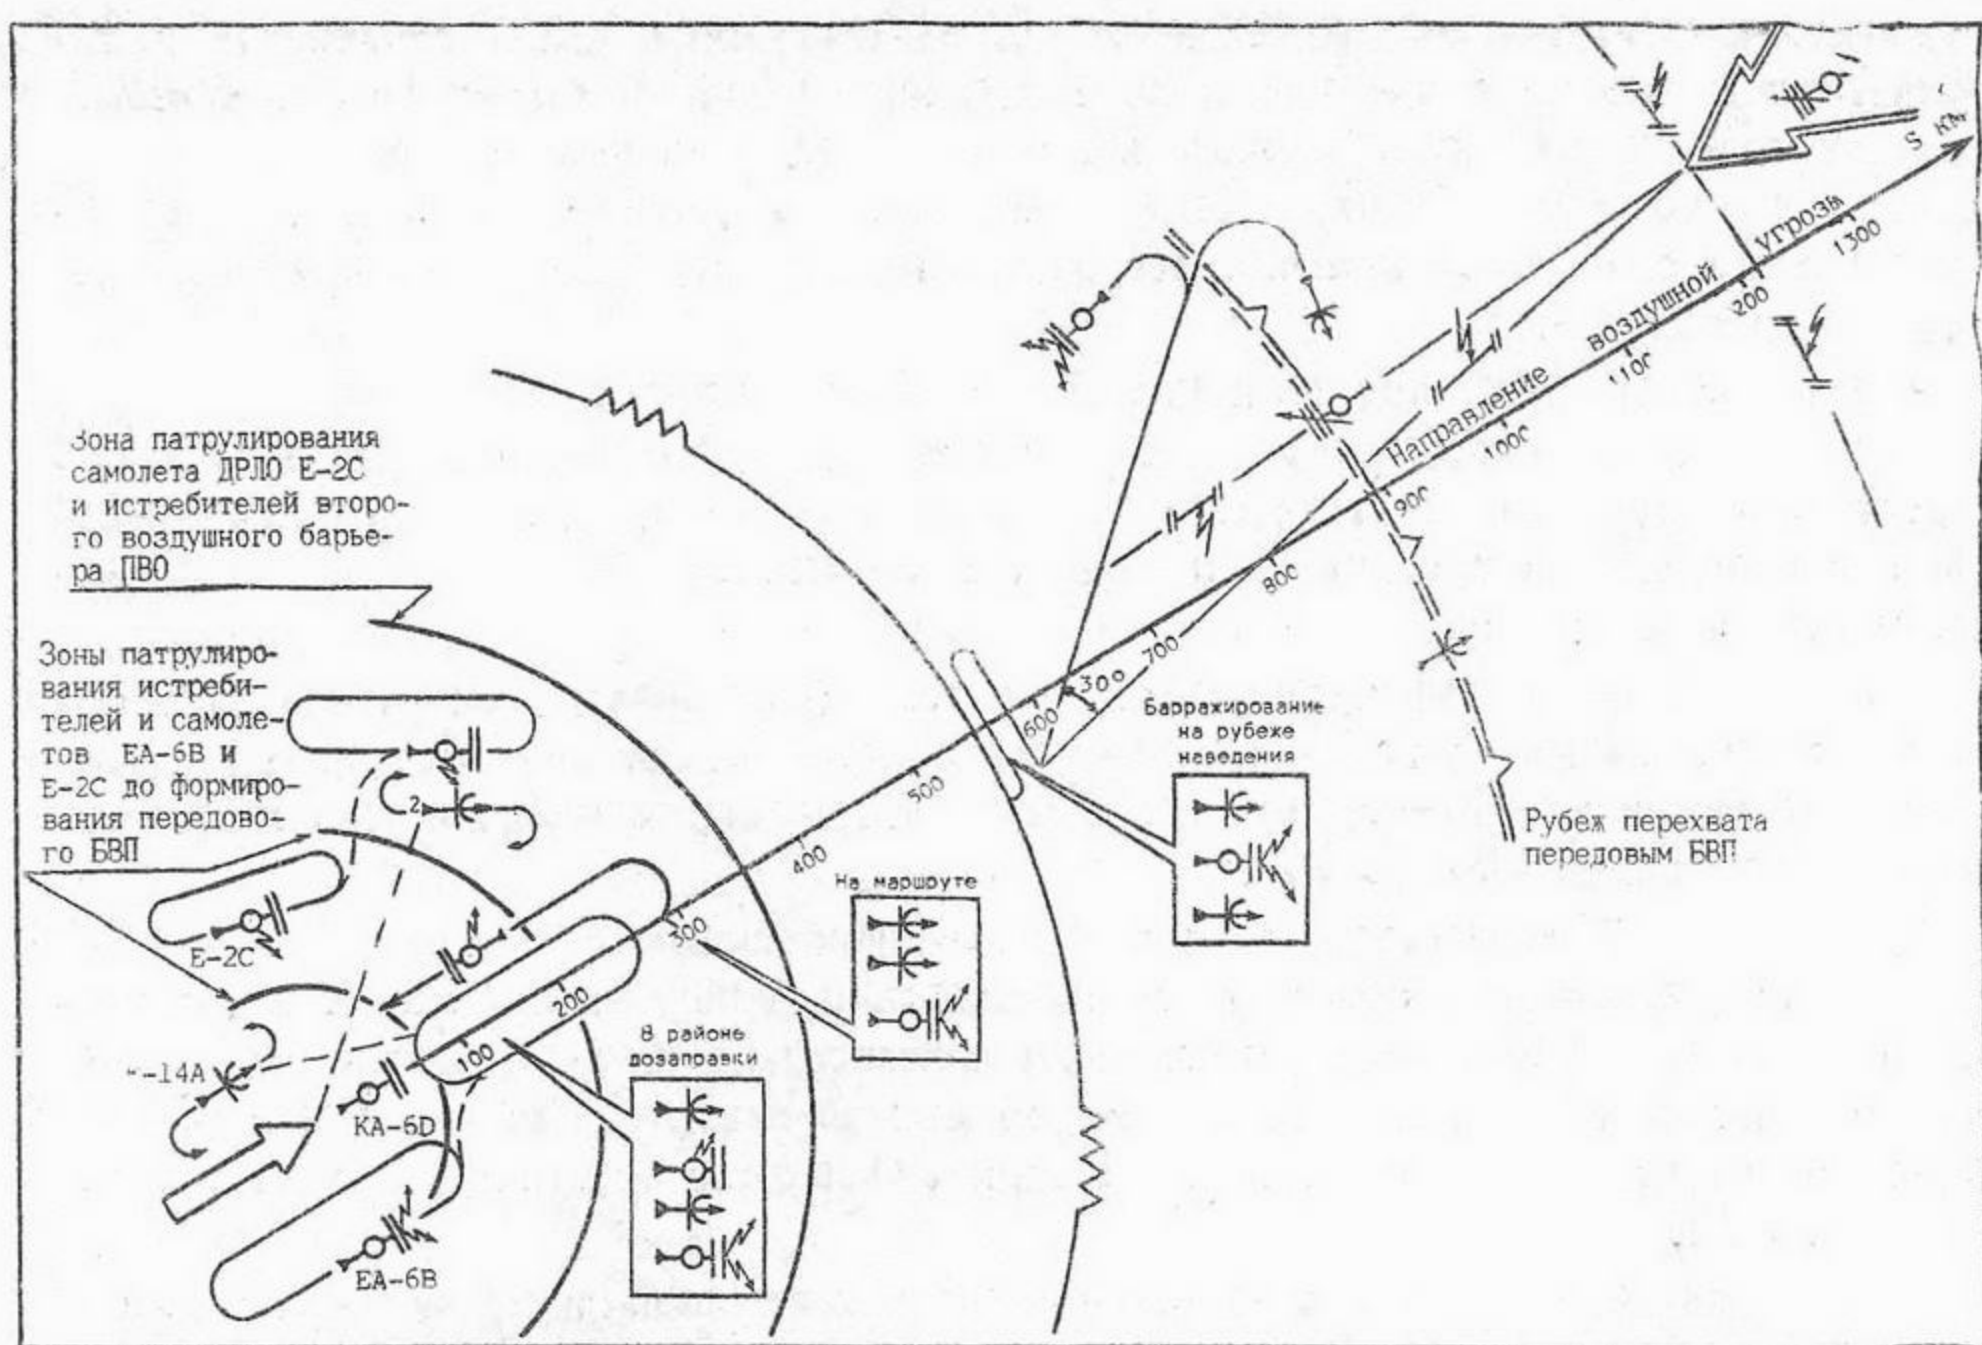 Зона патрулирования
самолета ДРЛО Е-2С
и истребителей второ-
го воздушного барье-
ра ПВО
Зоны патрулиро-
вания истреби-
телей и самоле-
тов ЕА-6В и
Е-2С до формиро-
вания передово-
го БВП
2
Е-2С
-14А
КА-6D
ЕА-6В
100
200
300
400
500
600
700
800
900
1000
1100
200
1300
300
S км
Направление воздушной угрозы
В районе
дозаправки
На маршруте
Барражирование
на рубеже
наведения
Рубеж перехвата
передовым БВП